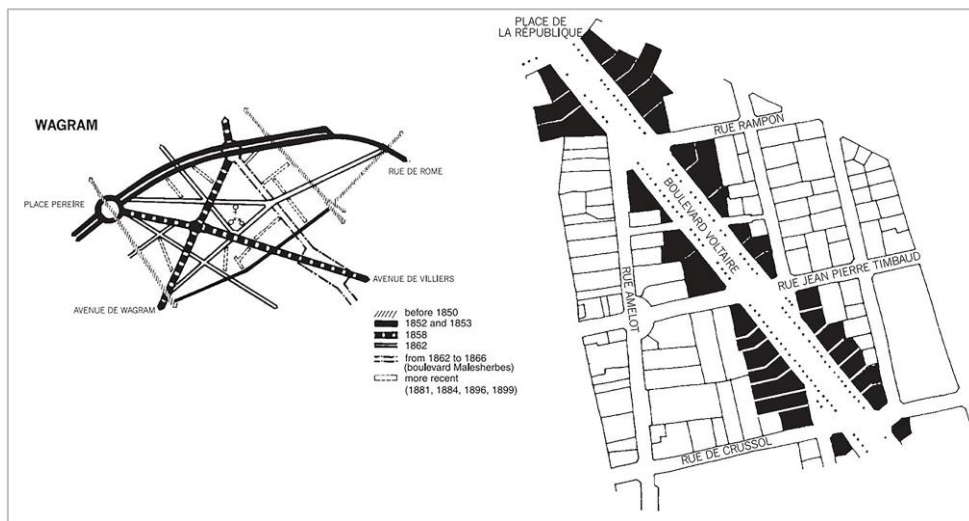 WAGRAM
PLACE PEREIRE
RUE DE ROME
AVENUE DE VILLIERS
AVENUE DE WAGRAM
before 1850
1852 and 1853
1858
1862
from 1862 to 1866
(boulevard Malesherbes)
more recent
(1881, 1884, 1896, 1899)
PLACE DE
LA RÉPUBLIQUE
RUE RAMPON
BOULEVARD VOLTAIRE
RUE JEAN PIERRE TIMBAUD
RUE AMELOT
RUE DE CRUSSOL